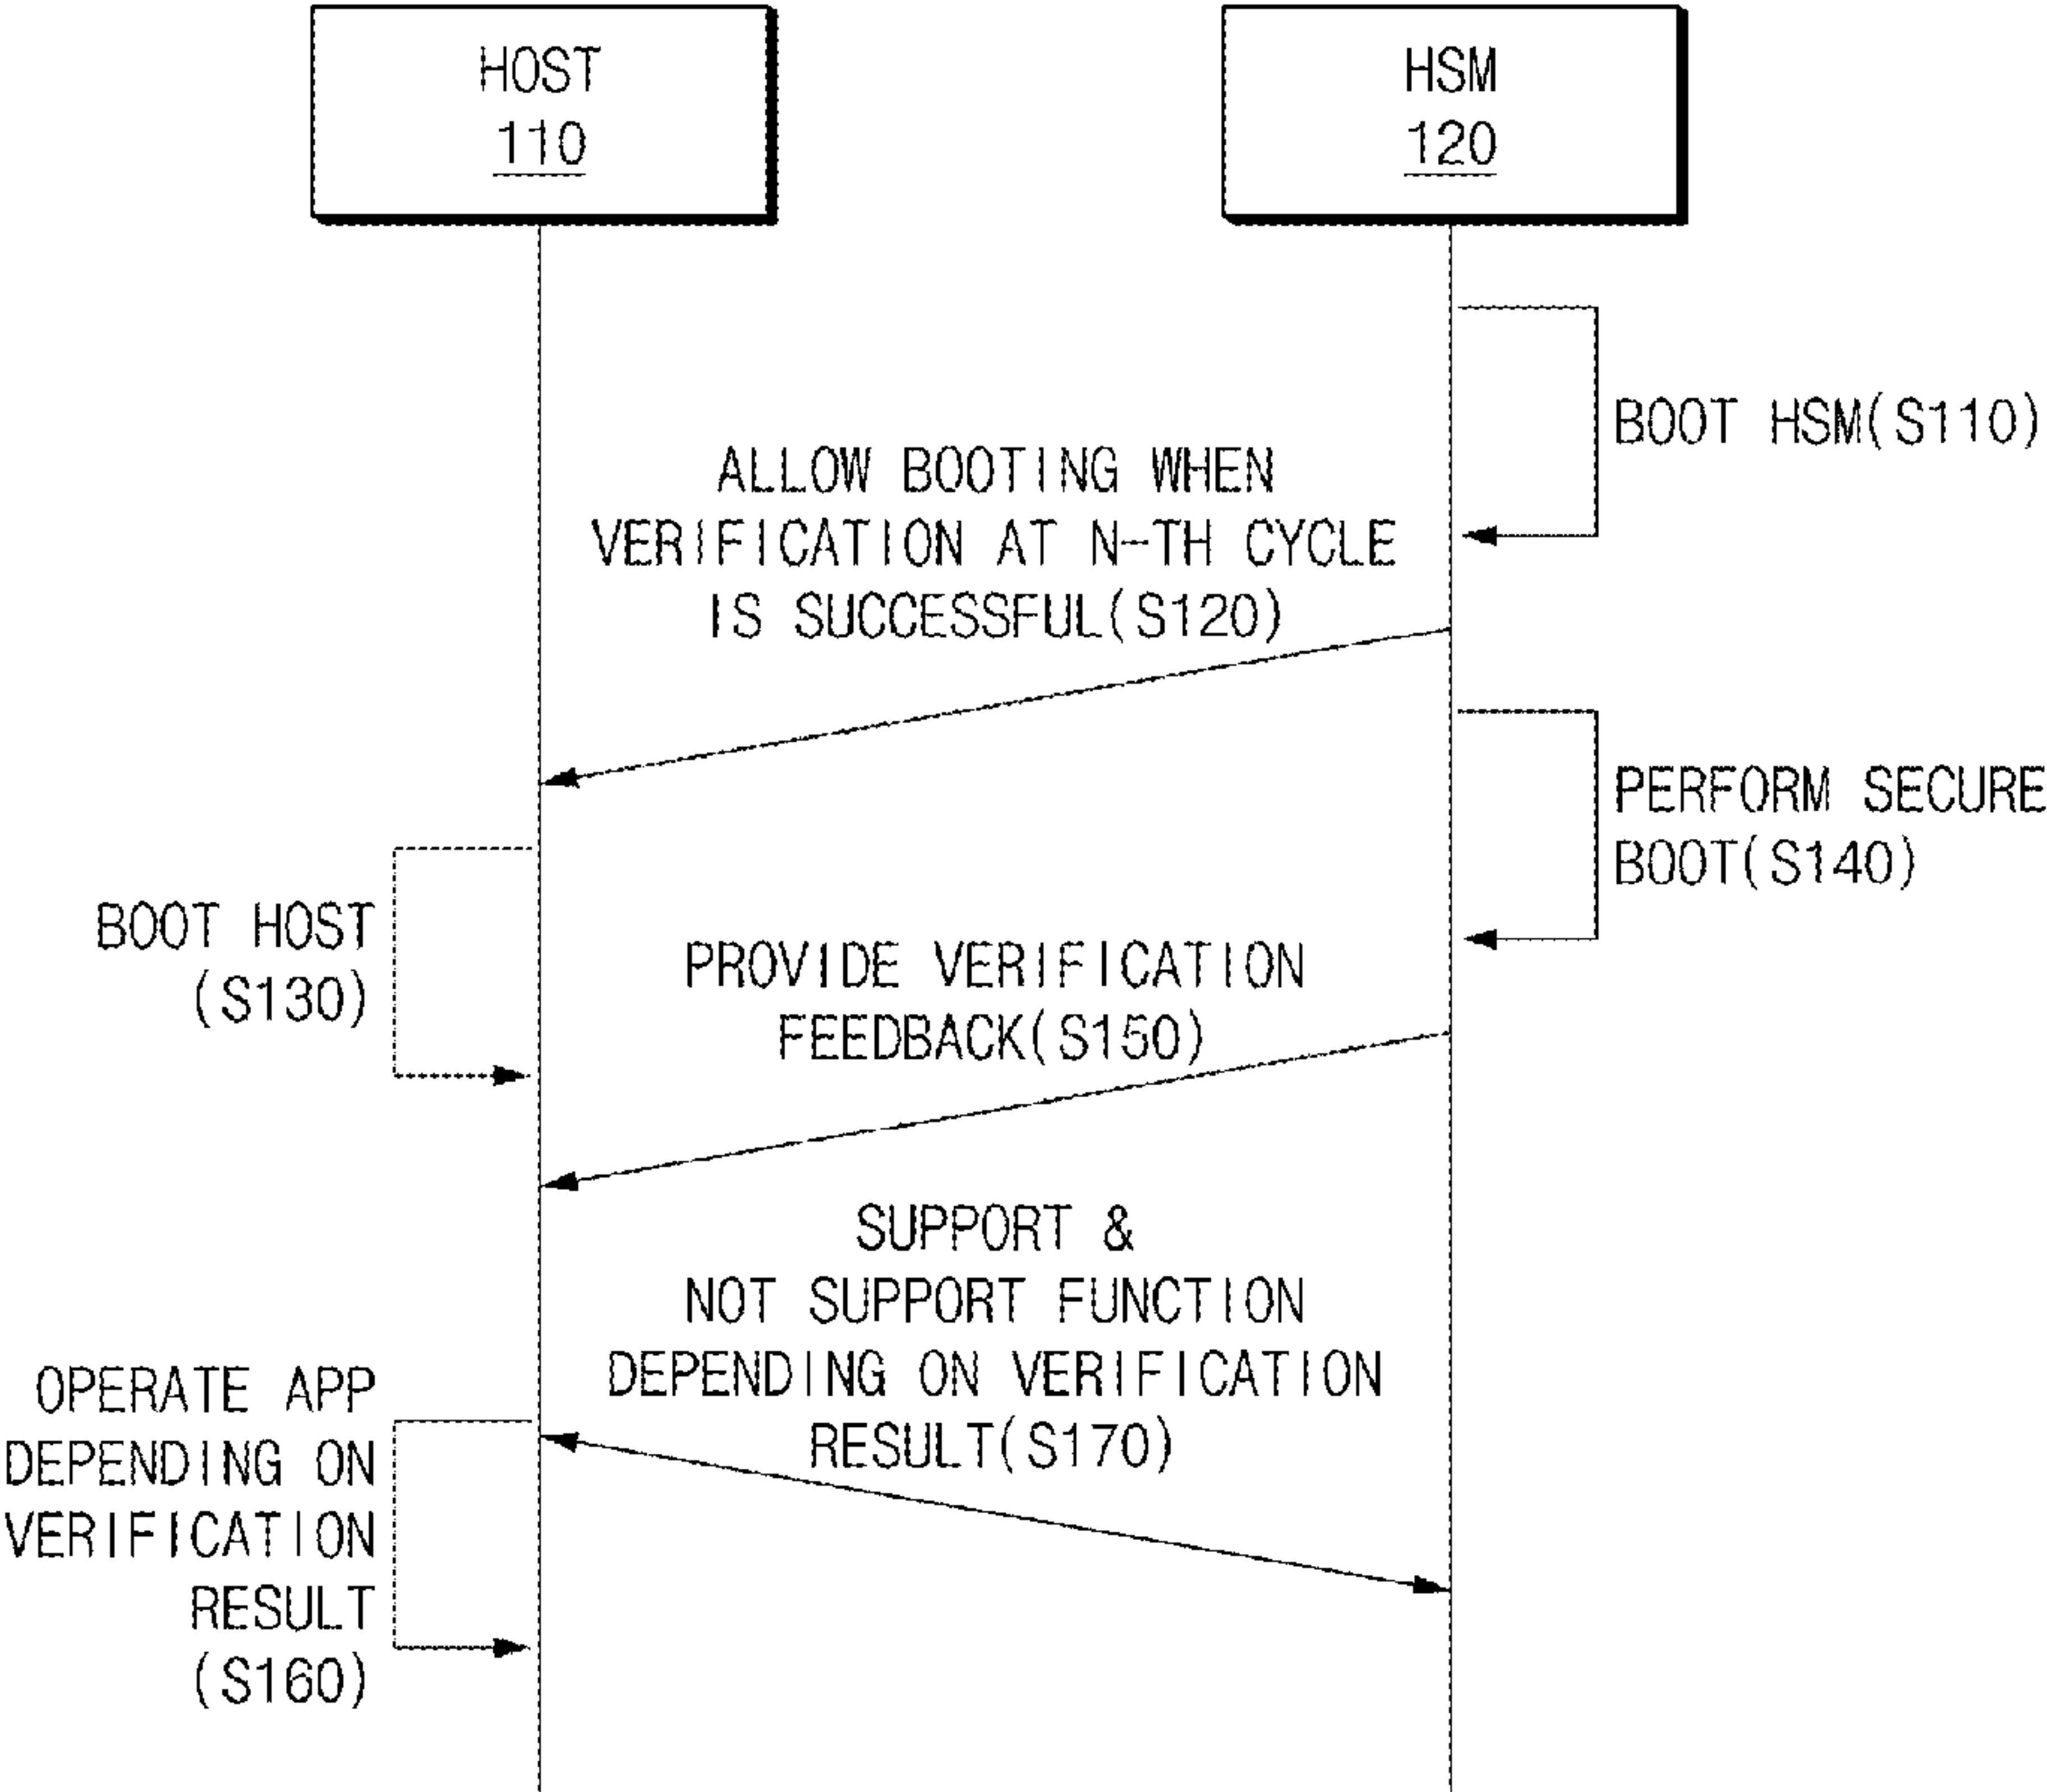 HOST
110
HSM
120
BOOT HSM(S110)
ALLOW BOOTING WHEN
VERIFICATION AT N-TH CYCLE
IS SUCCESSFUL(S120)
PERFORM SECURE
BOOT(S140)
BOOT HOST
(S130)
PROVIDE VERIFICATION
FEEDBACK(S150)
SUPPORT &
NOT SUPPORT FUNCTION
DEPENDING ON VERIFICATION
RESULT(S170)
OPERATE APP
DEPENDING ON
VERIFICATION
RESULT
(S160)